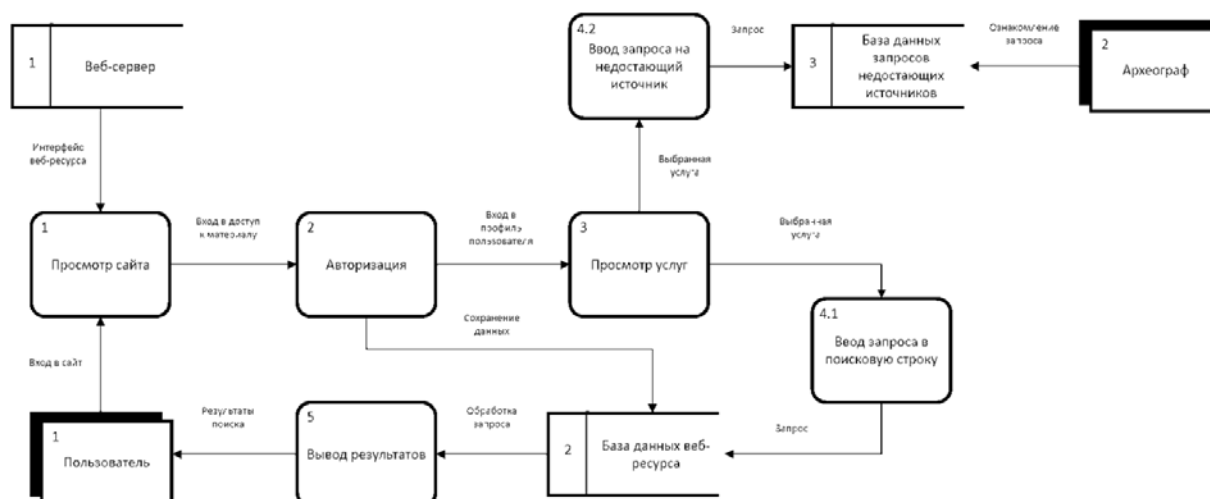 4.2
Ввод запроса на
недостающий
источник
Запрос
3
База данных
запросов
недостающих
источников
Ознакомление
запроса
2
Археограф
1
Веб-сервер
Интерфейс
веб-ресурса
Выбранная
услуга
1
Просмотр сайта
Вход в доступ
к материалу
2
Авторизация
Вход в
профиль
пользователя
3
Просмотр услуг
Выбранная
услуга
4.1
Ввод запроса в
поисковую строку
Сохранение
данных
Вход в сайт
1
Пользователь
Результаты
поиска
5
Вывод результатов
Обработка
запроса
2
База данных веб-
ресурса
Запрос